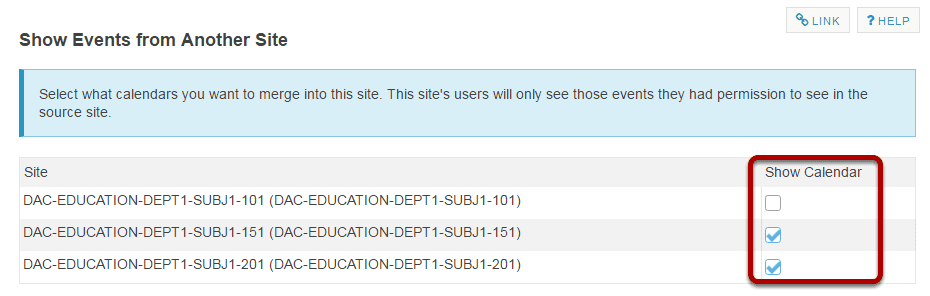 LINK
? HELP
Show Events from Another Site
Select what calendars you want to merge into this site. This site's users will only see those events they had permission to see in the
source site.
Site Show Calendar
DAC-EDUCATION-DEPT1-SUBJ1-101 (DAC-EDUCATION-DEPT1-SUBJ1-101)
DAC-EDUCATION-DEPT1-SUBJ1-151 (DAC-EDUCATION-DEPT1-SUBJ1-151)
DAC-EDUCATION-DEPT1-SUBJ1-201 (DAC-EDUCATION-DEPT1-SUBJ1-201)